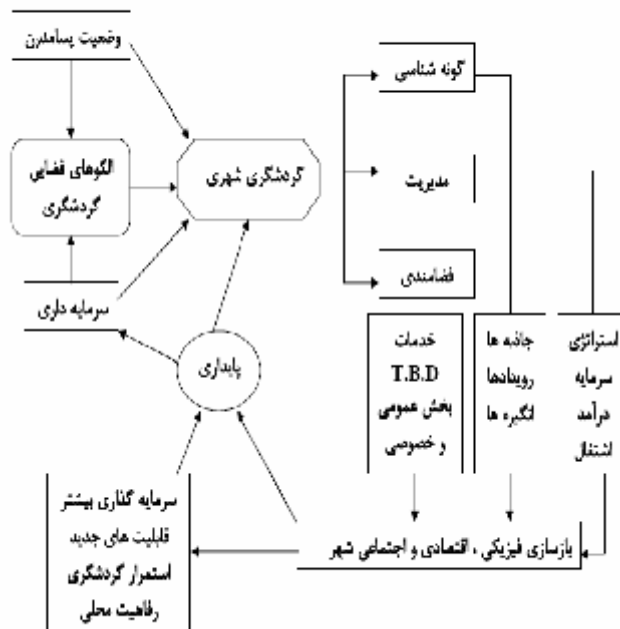 وضعیت پسامدرن
الگوهای فضایی
گردشگری
گردشگری شهری
سرمایه داری
پایداری
گونه شناسی
مدیریت
فضامندی
خدمات
T.B.D
بخش عمومی
و خصوصی
جاذبه ها
رویدادها
انگیزه ها
استراتژی
سرمایه
درآمد
اشتغال
بازسازی فیزیکی ، اقتصادی و اجتماعی شهر
سرمایه گذاری بیشتر
قابلیت های جدید
استمرار گردشگری
رفاهیت محلی